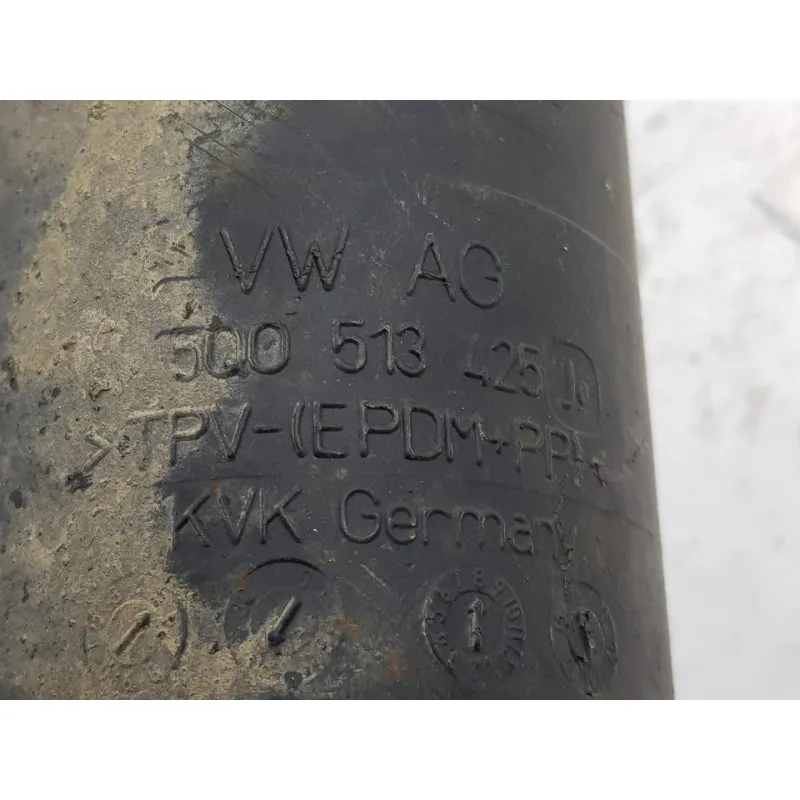 VW AG
5Q0 513 425
>TPV-(EPDM+PP)<
KVK Germany